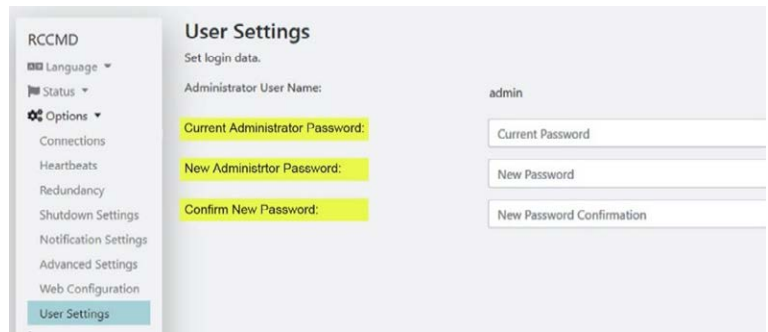 RCCMD
Language
Status
Options
Connections
Heartbeats
Redundancy
Shutdown Settings
Notification Settings
Advanced Settings
Web Configuration
User Settings
User Settings
Set login data.
Administrator User Name:
admin
Current Administrator Password:
Current Password
New Administrtor Password:
New Password
Confirm New Password:
New Password Confirmation